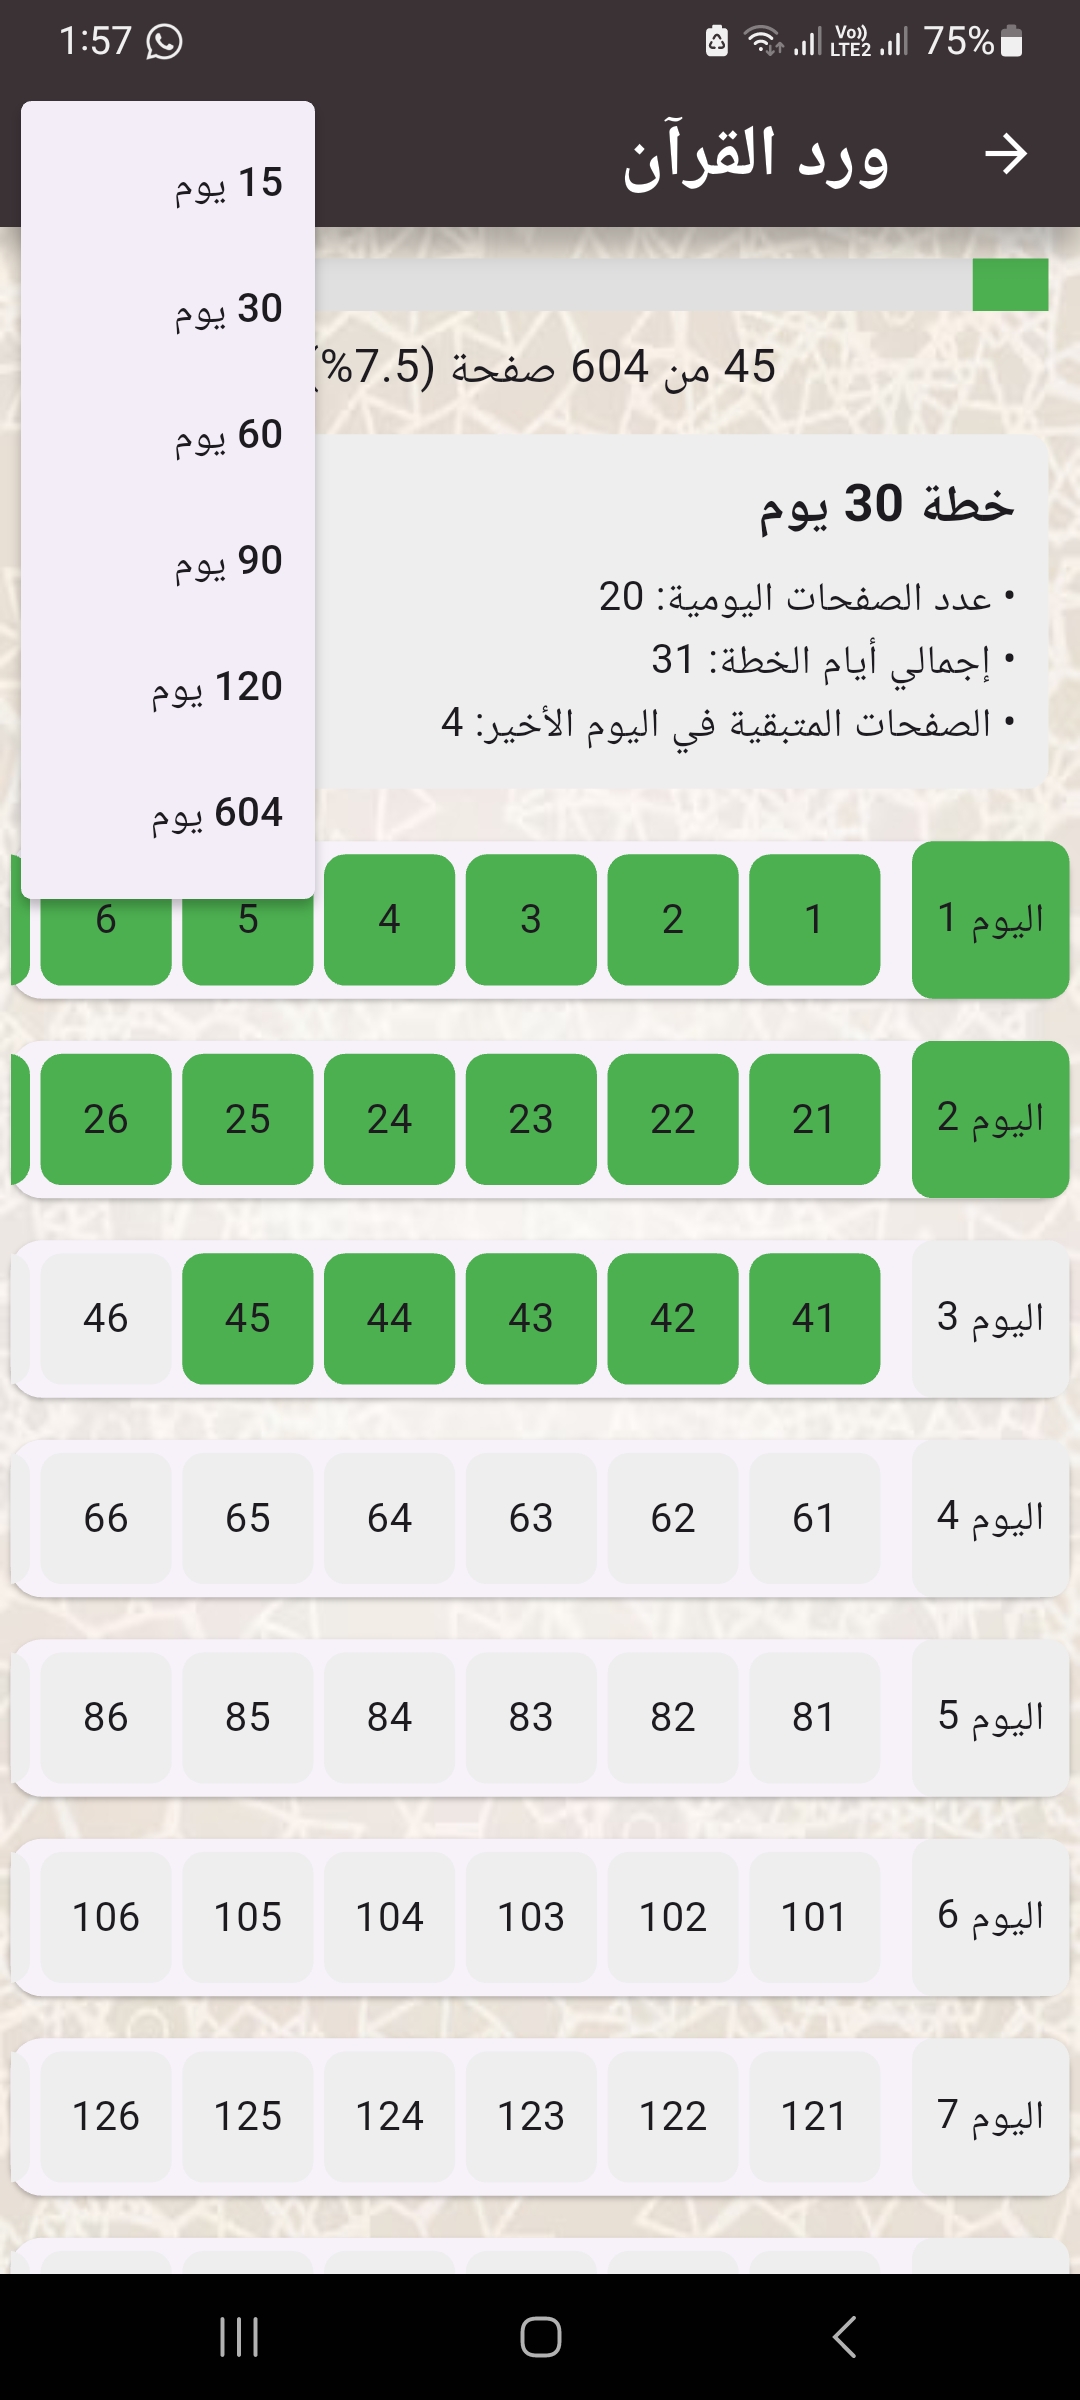 1:57 Vo)) LTE2 75%
ورد القرآن
15 يوم
30 يوم
60 يوم
90 يوم
120 يوم
604 يوم
45 من 604 صفحة (7.5%)
خطة 30 يوم
• عدد الصفحات اليومية: 20
• إجمالي أيام الخطة: 31
• الصفحات المتبقية في اليوم الأخير: 4
اليوم 1 1 2 3 4 5 6
اليوم 2 21 22 23 24 25 26
اليوم 3 41 42 43 44 45 46
اليوم 4 61 62 63 64 65 66
اليوم 5 81 82 83 84 85 86
اليوم 6 101 102 103 104 105 106
اليوم 7 121 122 123 124 125 126